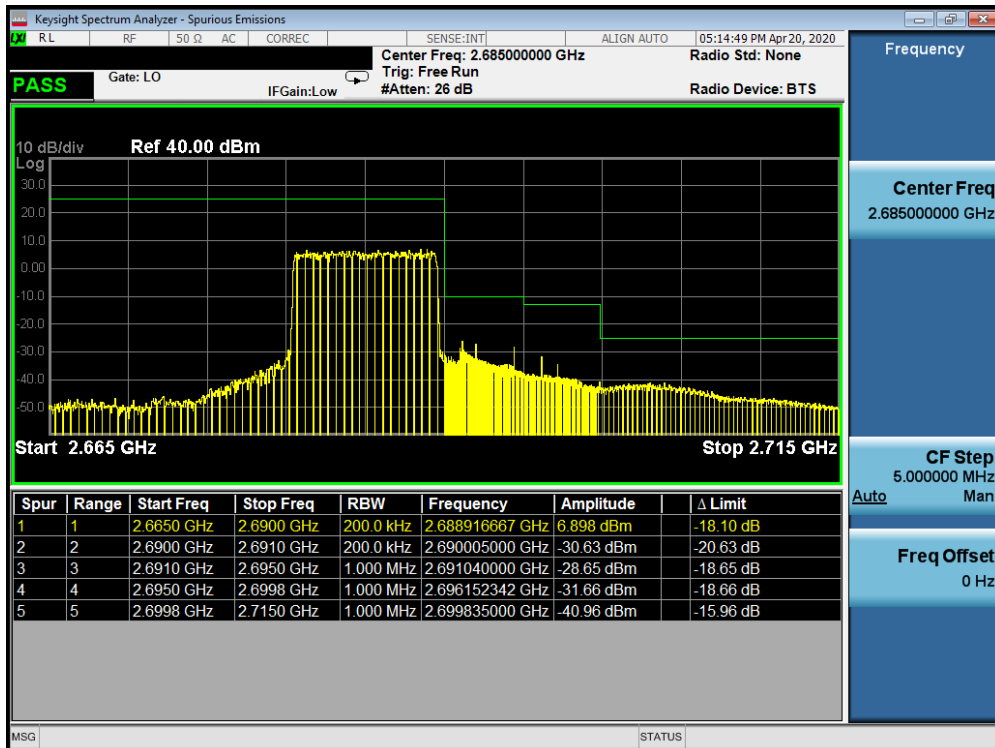 Keysight Spectrum Analyzer - Spurious Emissions
LXI RL RF 50 Ω AC CORREC SENSE:INT ALIGN AUTO 05:14:49 PM Apr 20, 2020
Center Freq: 2.685000000 GHz Radio Std: None
Trig: Free Run
PASS Gate: LO IFGain:Low #Atten: 26 dB Radio Device: BTS
10 dB/div Ref 40.00 dBm
Log
30.0
20.0
10.0
0.00
-10.0
-20.0
-30.0
-40.0
-50.0
Start 2.665 GHz Stop 2.715 GHz
Spur Range Start Freq Stop Freq RBW Frequency Amplitude Δ Limit
1 1 2.6650 GHz 2.6900 GHz 200.0 kHz 2.688916667 GHz 6.898 dBm -18.10 dB
2 2 2.6900 GHz 2.6910 GHz 200.0 kHz 2.690005000 GHz -30.63 dBm -20.63 dB
3 3 2.6910 GHz 2.6950 GHz 1.000 MHz 2.691040000 GHz -28.65 dBm -18.65 dB
4 4 2.6950 GHz 2.6998 GHz 1.000 MHz 2.696152342 GHz -31.66 dBm -18.66 dB
5 5 2.6998 GHz 2.7150 GHz 1.000 MHz 2.699835000 GHz -40.96 dBm -15.96 dB
Frequency
Center Freq
2.685000000 GHz
CF Step
5.000000 MHz
Auto Man
Freq Offset
0 Hz
MSG STATUS